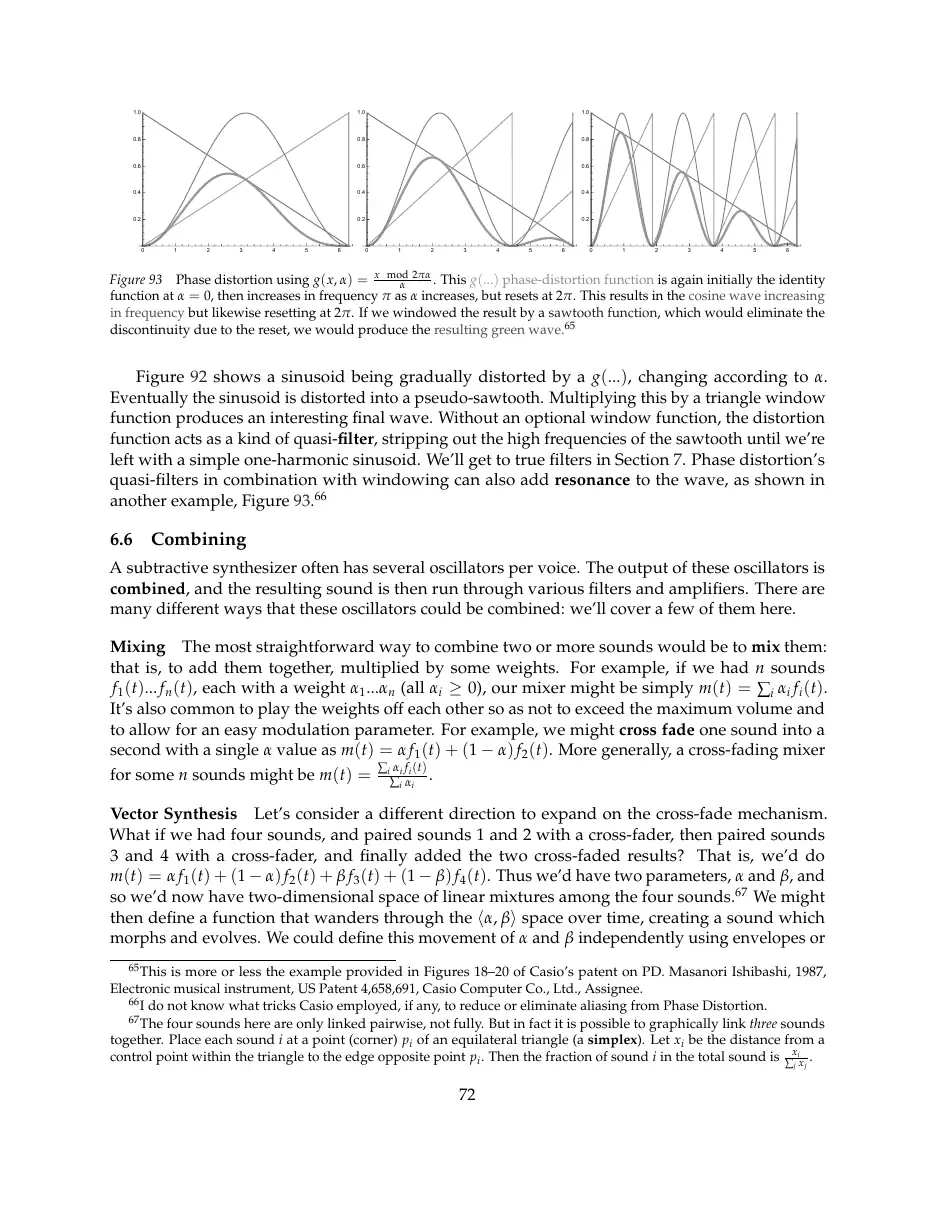 1.0
0.8
0.6
0.4
0.2
0 1 2 3 4 5 6
1.0
0.8
0.6
0.4
0.2
0 1 2 3 4 5 6
1.0
0.8
0.6
0.4
0.2
0 1 2 3 4 5 6
Figure 93 Phase distortion using g(x, α) = (x mod 2πα)/α. This g(...) phase-distortion function is again initially the identity
function at α = 0, then increases in frequency π as α increases, but resets at 2π. This results in the cosine wave increasing
in frequency but likewise resetting at 2π. If we windowed the result by a sawtooth function, which would eliminate the
discontinuity due to the reset, we would produce the resulting green wave.⁶⁵
Figure 92 shows a sinusoid being gradually distorted by a g(...), changing according to α.
Eventually the sinusoid is distorted into a pseudo-sawtooth. Multiplying this by a triangle window
function produces an interesting final wave. Without an optional window function, the distortion
function acts as a kind of quasi-filter, stripping out the high frequencies of the sawtooth until we're
left with a simple one-harmonic sinusoid. We'll get to true filters in Section 7. Phase distortion's
quasi-filters in combination with windowing can also add resonance to the wave, as shown in
another example, Figure 93.⁶⁶
6.6 Combining
A subtractive synthesizer often has several oscillators per voice. The output of these oscillators is
combined, and the resulting sound is then run through various filters and amplifiers. There are
many different ways that these oscillators could be combined: we'll cover a few of them here.
Mixing The most straightforward way to combine two or more sounds would be to mix them:
that is, to add them together, multiplied by some weights. For example, if we had n sounds
f₁(t)...fₙ(t), each with a weight α₁...αₙ (all αᵢ ≥ 0), our mixer might be simply m(t) = ∑ᵢ αᵢ fᵢ(t).
It's also common to play the weights off each other so as not to exceed the maximum volume and
to allow for an easy modulation parameter. For example, we might cross fade one sound into a
second with a single α value as m(t) = α f₁(t) + (1 − α) f₂(t). More generally, a cross-fading mixer
for some n sounds might be m(t) = (∑ᵢ αᵢ fᵢ(t))/(∑ᵢ αᵢ).
Vector Synthesis Let's consider a different direction to expand on the cross-fade mechanism.
What if we had four sounds, and paired sounds 1 and 2 with a cross-fader, then paired sounds
3 and 4 with a cross-fader, and finally added the two cross-faded results? That is, we'd do
m(t) = α f₁(t) + (1 − α) f₂(t) + β f₃(t) + (1 − β) f₄(t). Thus we'd have two parameters, α and β, and
so we'd now have two-dimensional space of linear mixtures among the four sounds.⁶⁷ We might
then define a function that wanders through the ⟨α, β⟩ space over time, creating a sound which
morphs and evolves. We could define this movement of α and β independently using envelopes or
⁶⁵This is more or less the example provided in Figures 18–20 of Casio's patent on PD. Masanori Ishibashi, 1987,
Electronic musical instrument, US Patent 4,658,691, Casio Computer Co., Ltd., Assignee.
⁶⁶I do not know what tricks Casio employed, if any, to reduce or eliminate aliasing from Phase Distortion.
⁶⁷The four sounds here are only linked pairwise, not fully. But in fact it is possible to graphically link three sounds
together. Place each sound i at a point (corner) pᵢ of an equilateral triangle (a simplex). Let xᵢ be the distance from a
control point within the triangle to the edge opposite point pᵢ. Then the fraction of sound i in the total sound is xᵢ/(∑ⱼ xⱼ).
72